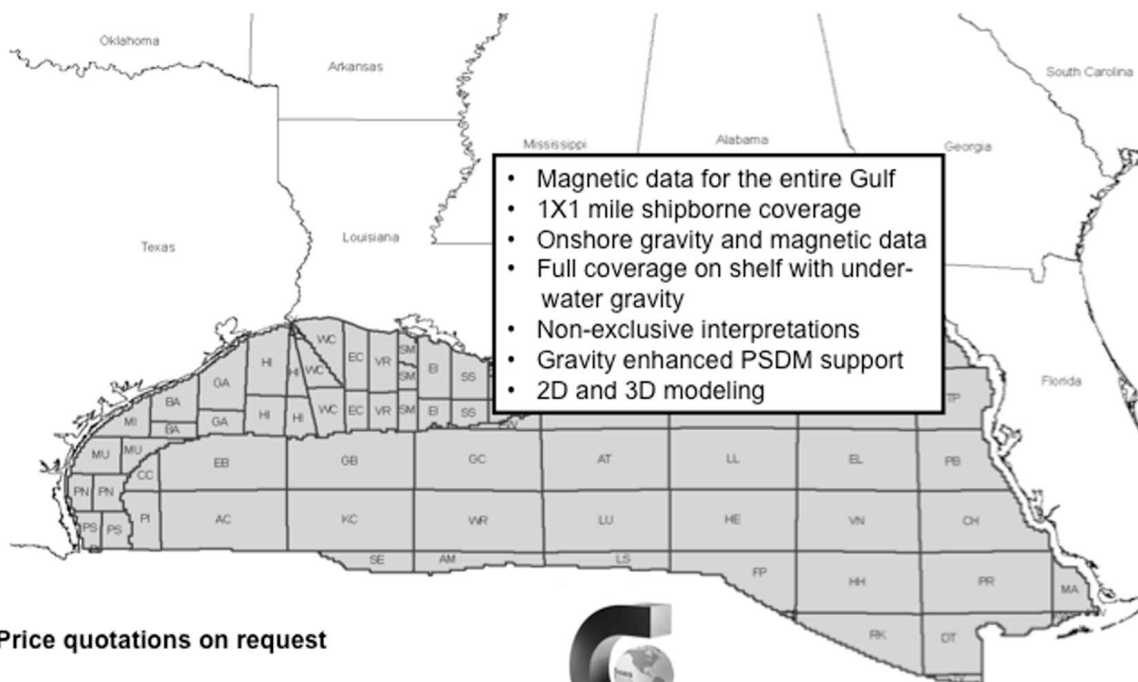 Oklahoma
Arkansas
South Carolina
Mississippi
Alabama
Georgia
Texas
Louisiana
Florida
• Magnetic data for the entire Gulf
• 1X1 mile shipborne coverage
• Onshore gravity and magnetic data
• Full coverage on shelf with under-
water gravity
• Non-exclusive interpretations
• Gravity enhanced PSDM support
• 2D and 3D modeling
WC
HI
EC
VR
SM
EI
SS
HI
WC
SM
GA
BA
MI
BA
GA
HI
HI
WC
EC
VR
SM
EI
SS
TP
MU
MU
CC
EB
GB
GC
AT
LL
EL
PB
PN
PN
PS
PS
PI
AC
KC
WR
LU
HE
VN
CH
SE
AM
LS
FP
HH
PR
MA
RK
DT
Price quotations on request